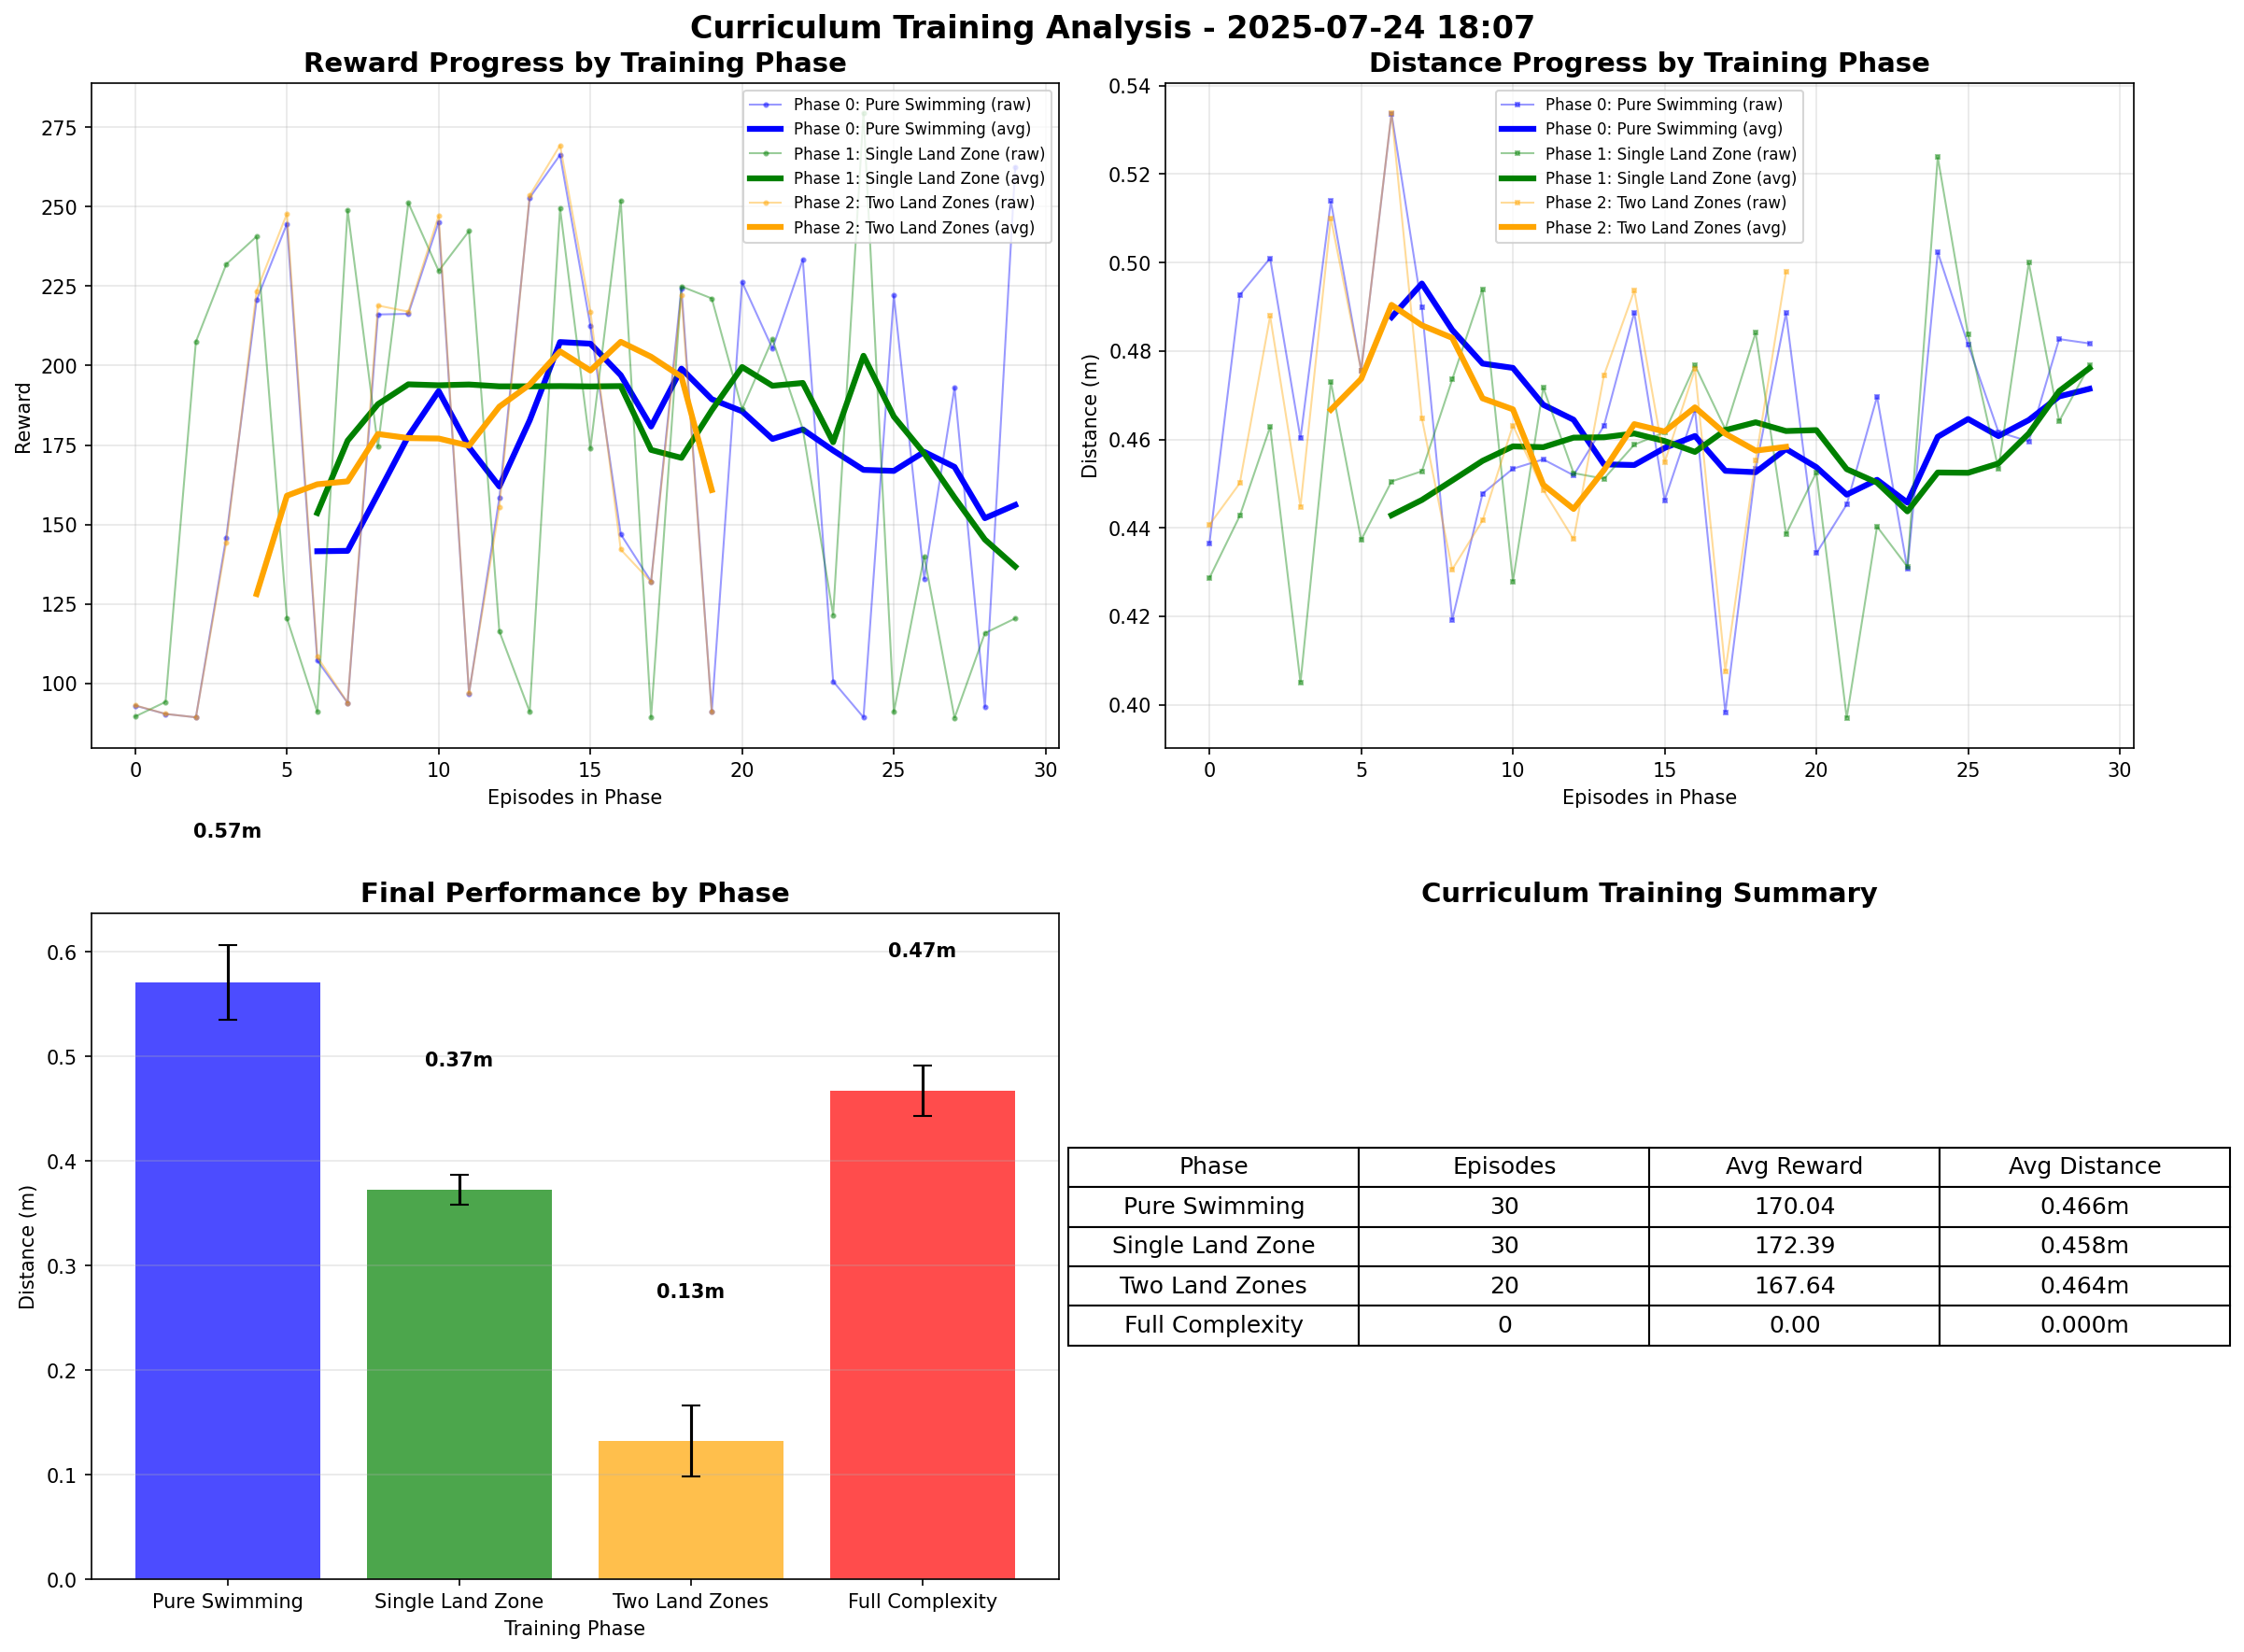 Curriculum Training Analysis - 2025-07-24 18:07
Reward Progress by Training Phase
275
250
225
200
175
150
125
100
Reward
0 5 10 15 20 25 30
Episodes in Phase
Phase 0: Pure Swimming (raw)
Phase 0: Pure Swimming (avg)
Phase 1: Single Land Zone (raw)
Phase 1: Single Land Zone (avg)
Phase 2: Two Land Zones (raw)
Phase 2: Two Land Zones (avg)
Distance Progress by Training Phase
0.54
0.52
0.50
0.48
0.46
0.44
0.42
0.40
Distance (m)
0 5 10 15 20 25 30
Episodes in Phase
Phase 0: Pure Swimming (raw)
Phase 0: Pure Swimming (avg)
Phase 1: Single Land Zone (raw)
Phase 1: Single Land Zone (avg)
Phase 2: Two Land Zones (raw)
Phase 2: Two Land Zones (avg)
0.57m
Final Performance by Phase
0.6
0.5
0.4
0.3
0.2
0.1
0.0
Distance (m)
0.47m
0.37m
0.13m
Pure Swimming Single Land Zone Two Land Zones Full Complexity
Training Phase
Curriculum Training Summary
Phase Episodes Avg Reward Avg Distance
Pure Swimming 30 170.04 0.466m
Single Land Zone 30 172.39 0.458m
Two Land Zones 20 167.64 0.464m
Full Complexity 0 0.00 0.000m